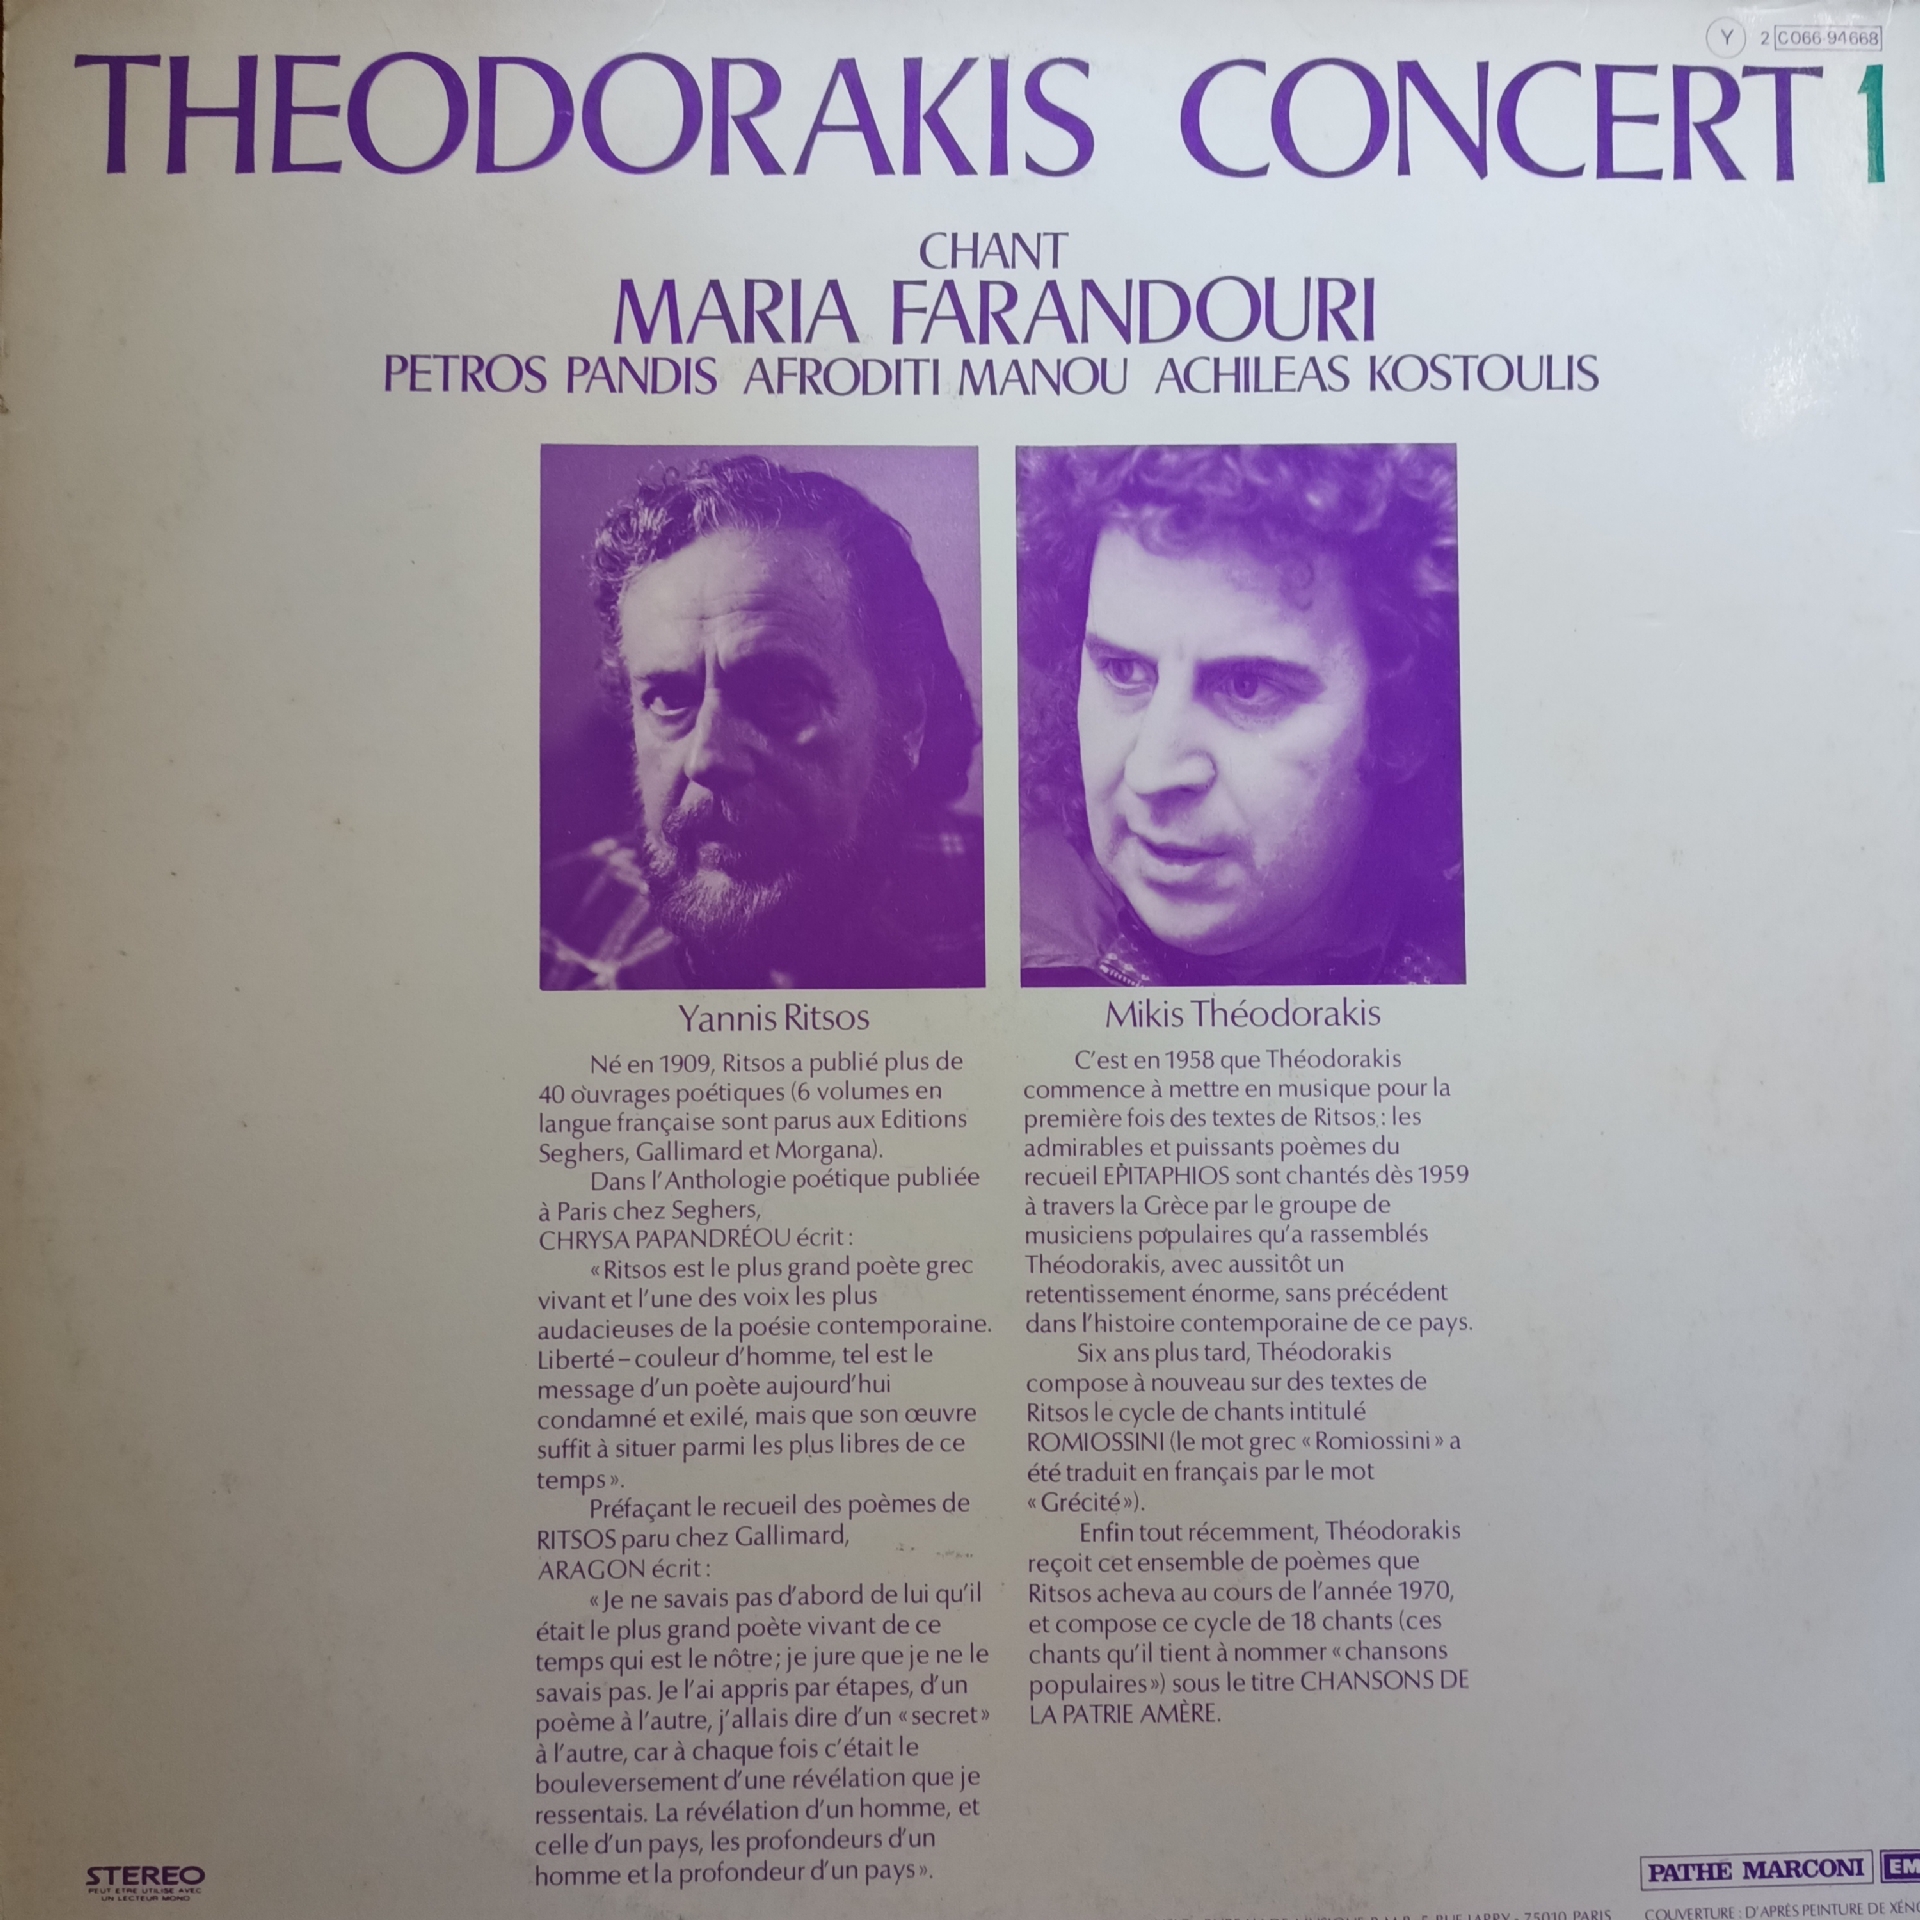 Y 2 C066-94668
THEODORAKIS CONCERT 1
CHANT
MARIA FARANDOURI
PETROS PANDIS AFRODITI MANOU ACHILEAS KOSTOULIS
Yannis Ritsos
Né en 1909, Ritsos a publié plus de
40 ouvrages poétiques (6 volumes en
langue française sont parus aux Editions
Seghers, Gallimard et Morgana).
Dans l'Anthologie poétique publiée
à Paris chez Seghers,
CHRYSA PAPANDRÉOU écrit :
« Ritsos est le plus grand poète grec
vivant et l'une des voix les plus
audacieuses de la poésie contemporaine.
Liberté – couleur d'homme, tel est le
message d'un poète aujourd'hui
condamné et exilé, mais que son œuvre
suffit à situer parmi les plus libres de ce
temps ».
Préfaçant le recueil des poèmes de
RITSOS paru chez Gallimard,
ARAGON écrit :
« Je ne savais pas d'abord de lui qu'il
était le plus grand poète vivant de ce
temps qui est le nôtre ; je jure que je ne le
savais pas. Je l'ai appris par étapes, d'un
poème à l'autre, j'allais dire d'un « secret »
à l'autre, car à chaque fois c'était le
bouleversement d'une révélation que je
ressentais. La révélation d'un homme, et
celle d'un pays, les profondeurs d'un
homme et la profondeur d'un pays ».
Mikis Théodorakis
C'est en 1958 que Théodorakis
commence à mettre en musique pour la
première fois des textes de Ritsos : les
admirables et puissants poèmes du
recueil EPITAPHIOS sont chantés dès 1959
à travers la Grèce par le groupe de
musiciens populaires qu'a rassemblés
Théodorakis, avec aussitôt un
retentissement énorme, sans précédent
dans l'histoire contemporaine de ce pays.
Six ans plus tard, Théodorakis
compose à nouveau sur des textes de
Ritsos le cycle de chants intitulé
ROMIOSSINI (le mot grec « Romiossini » a
été traduit en français par le mot
« Grécité »).
Enfin tout récemment, Théodorakis
reçoit cet ensemble de poèmes que
Ritsos acheva au cours de l'année 1970,
et compose ce cycle de 18 chants (ces
chants qu'il tient à nommer « chansons
populaires ») sous le titre CHANSONS DE
LA PATRIE AMÈRE.
STEREO
PEUT ETRE UTILISE AVEC
UN LECTEUR MONO
PATHÉ MARCONI EM
75010 PARIS
COUVERTURE : D'APRÈS PEINTURE DE XÉN